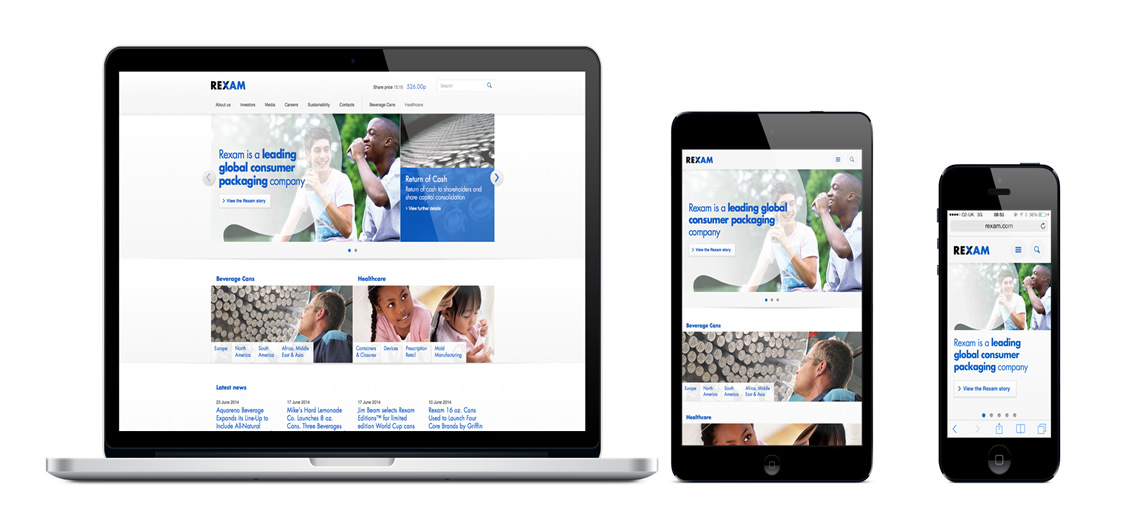 REXAM
Share price 15:15 526.00p
Search
About us Investors Media Careers Sustainability Contacts Beverage Cans Healthcare
Rexam is a leading
global consumer
packaging company
View the Rexam story
Return of Cash
Return of cash to shareholders and
share capital consolidation
View further details
Beverage Cans
Europe
North
America
South
America
Africa, Middle
East & Asia
Healthcare
Containers
& Closures
Devices
Prescription
Retail
Mold
Manufacturing
Latest news
23 June 2014
Aquarena Beverage
Expands its Line-Up to
Include All-Natural
17 June 2014
Mike's Hard Lemonade
Co. Launches 8 oz.
Cans. Three Beverages
17 June 2014
Jim Beam selects Rexam
Editions™ for limited
edition World Cup cans
10 June 2014
Rexam 16 oz. Cans
Used to Launch Four
Core Brands by Griffin
REXAM
Rexam is a leading global
consumer packaging
company
View the Rexam story
Beverage Cans
Europe
North
America
South
America
Africa, Middle
East & Asia
Healthcare
O2-UK 3G 08:53 36%
rexam.com
REXAM
Rexam is a leading
global consumer
packaging company
View the Rexam story